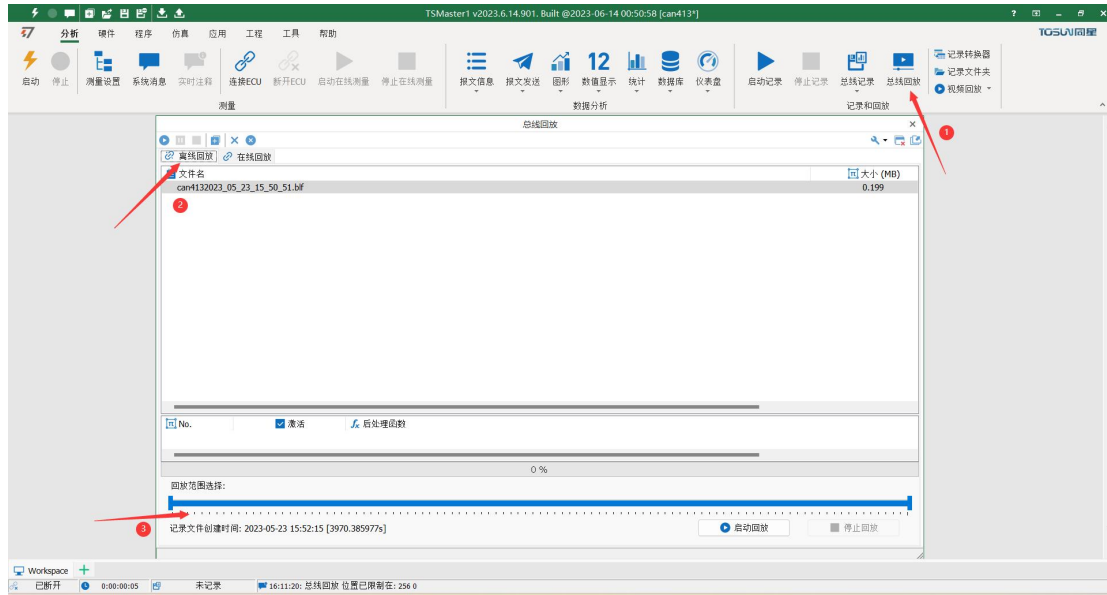 TSMaster1 v2023.6.14.901. Built @2023-06-14 00:50:58 [can413*]
分析 硬件 程序 仿真 应用 工程 工具 帮助
TOSUN同星
启动 停止 测量设置 系统消息 实时注释 连接ECU 断开ECU 启动在线测量 停止在线测量 报文信息 报文发送 图形 数值显示 统计 数据库 仪表盘 启动记录 停止记录 总线记录 总线回放
12
记录转换器
记录文件夹
视频回放
测量 数据分析 记录和回放
1
总线回放
离线回放 在线回放
文件名 大小 (MB)
can4132023_05_23_15_50_51.blf 0.199
2
No. 激活 fx 后处理函数
0 %
回放范围选择:
3
记录文件创建时间: 2023-05-23 15:52:15 [3970.385977s] 启动回放 停止回放
Workspace
已断开 0:00:00:05 未记录 16:11:20: 总线回放 位置已限制在: 256 0